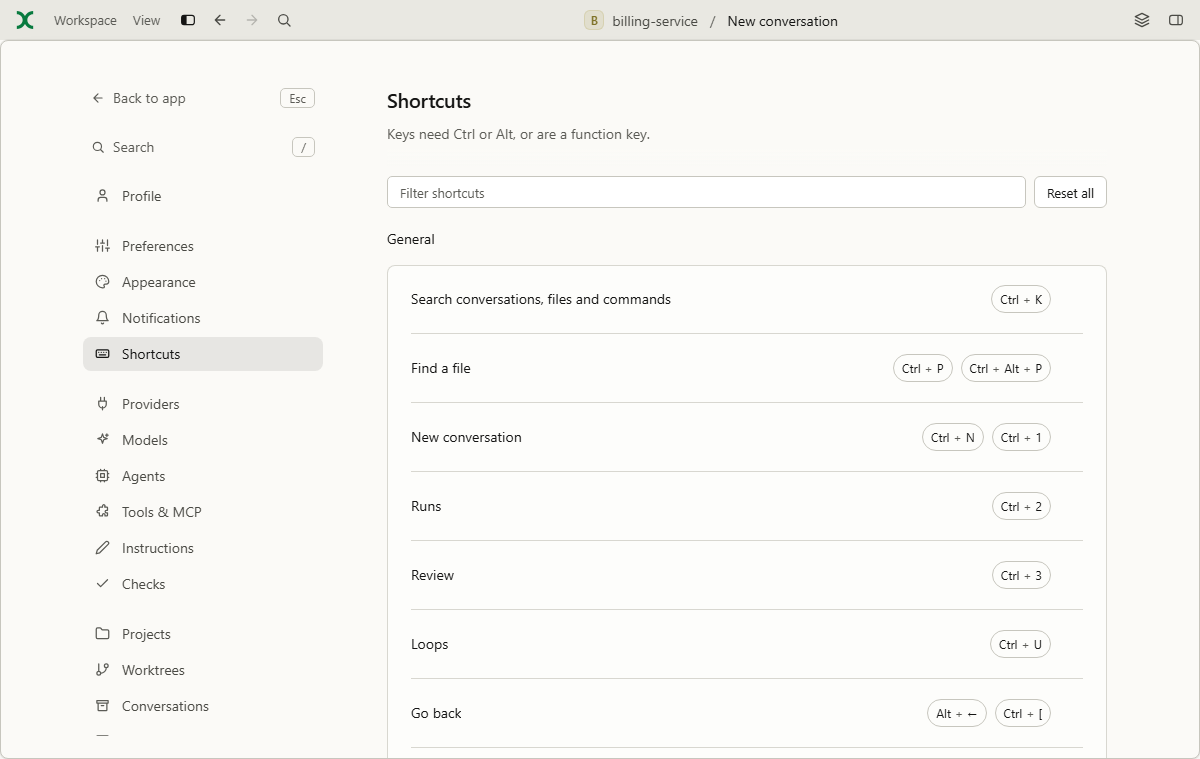 Workspace View
B billing-service / New conversation
Back to app Esc
Search /
Profile
Preferences
Appearance
Notifications
Shortcuts
Providers
Models
Agents
Tools & MCP
Instructions
Checks
Projects
Worktrees
Conversations
Shortcuts
Keys need Ctrl or Alt, or are a function key.
Filter shortcuts Reset all
General
Search conversations, files and commands Ctrl + K
Find a file Ctrl + P Ctrl + Alt + P
New conversation Ctrl + N Ctrl + 1
Runs Ctrl + 2
Review Ctrl + 3
Loops Ctrl + U
Go back Alt + ← Ctrl + [